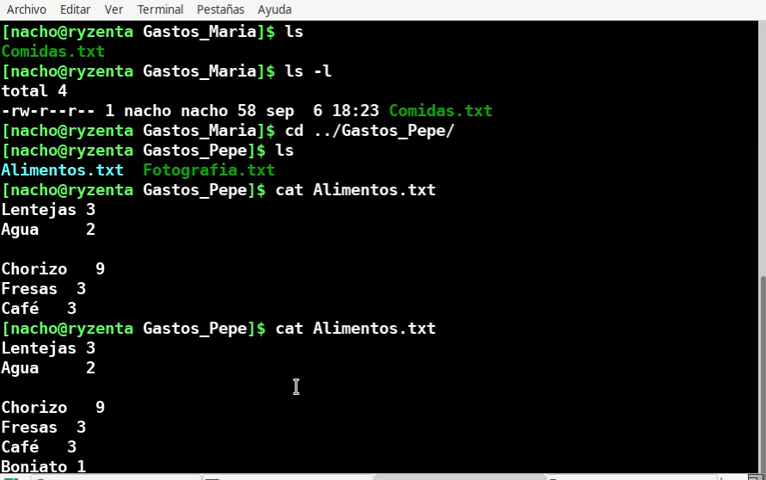 Archivo Editar Ver Terminal Pestañas Ayuda
[nacho@ryzenta Gastos_Maria]$ ls
Comidas.txt
[nacho@ryzenta Gastos_Maria]$ ls -l
total 4
-rw-r--r-- 1 nacho nacho 58 sep  6 18:23 Comidas.txt
[nacho@ryzenta Gastos_Maria]$ cd ../Gastos_Pepe/
[nacho@ryzenta Gastos_Pepe]$ ls
Alimentos.txt  Fotografia.txt
[nacho@ryzenta Gastos_Pepe]$ cat Alimentos.txt
Lentejas 3
Agua     2
Chorizo   9
Fresas  3
Café   3
[nacho@ryzenta Gastos_Pepe]$ cat Alimentos.txt
Lentejas 3
Agua     2
Chorizo   9
Fresas  3
Café   3
Boniato 1